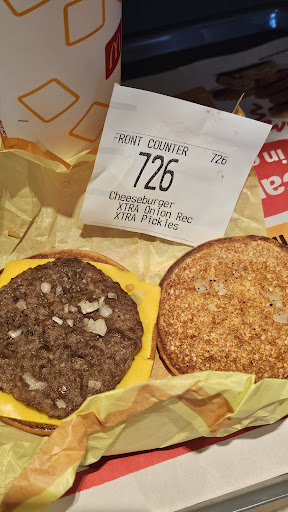 FRONT COUNTER 726
726
Cheeseburger
XTRA Onion Rec
XTRA Pickles